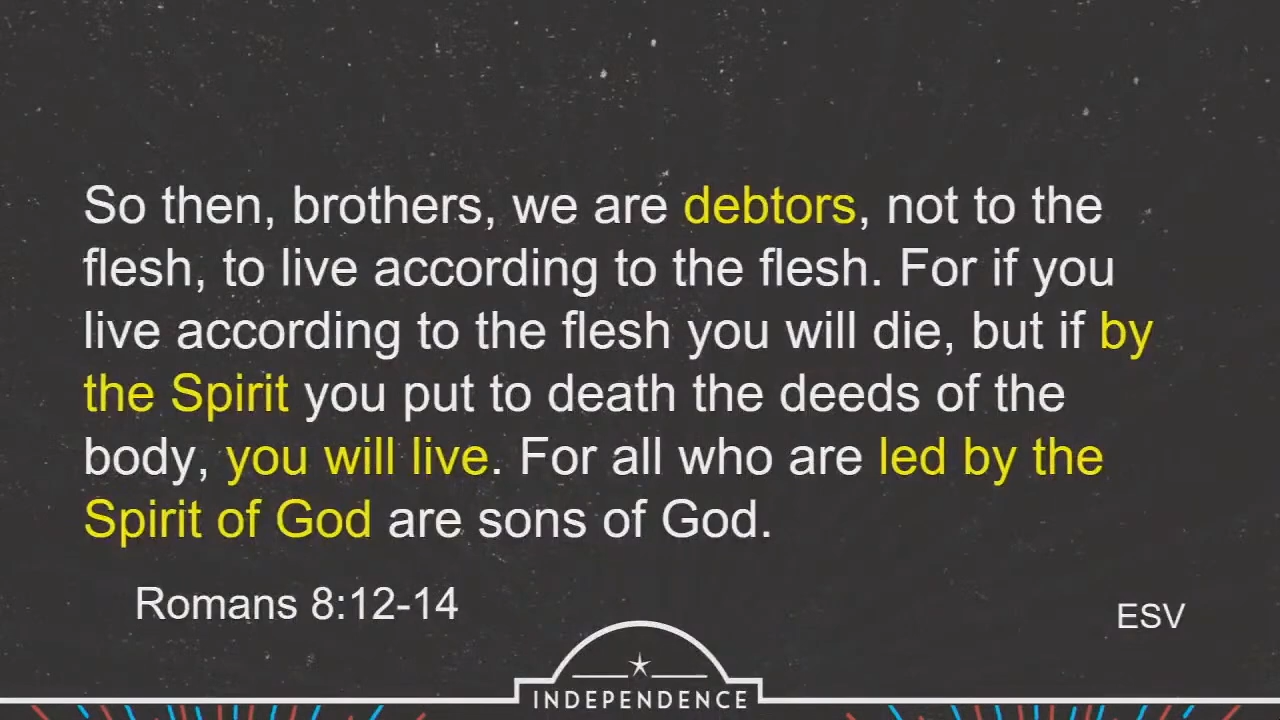 So then, brothers, we are debtors, not to the
flesh, to live according to the flesh. For if you
live according to the flesh you will die, but if by
the Spirit you put to death the deeds of the
body, you will live. For all who are led by the
Spirit of God are sons of God.
Romans 8:12-14
ESV
INDEPENDENCE